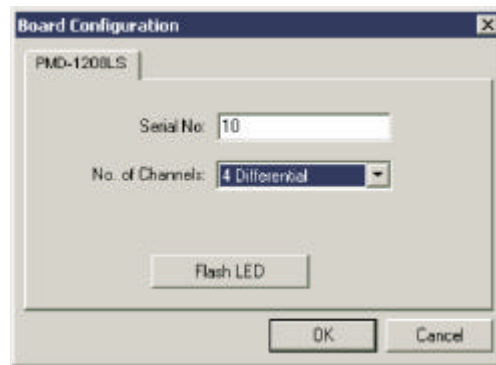 Board Configuration
PMD-1208LS
Serial No: 10
No. of Channels: 4 Differential
Flash LED
OK Cancel